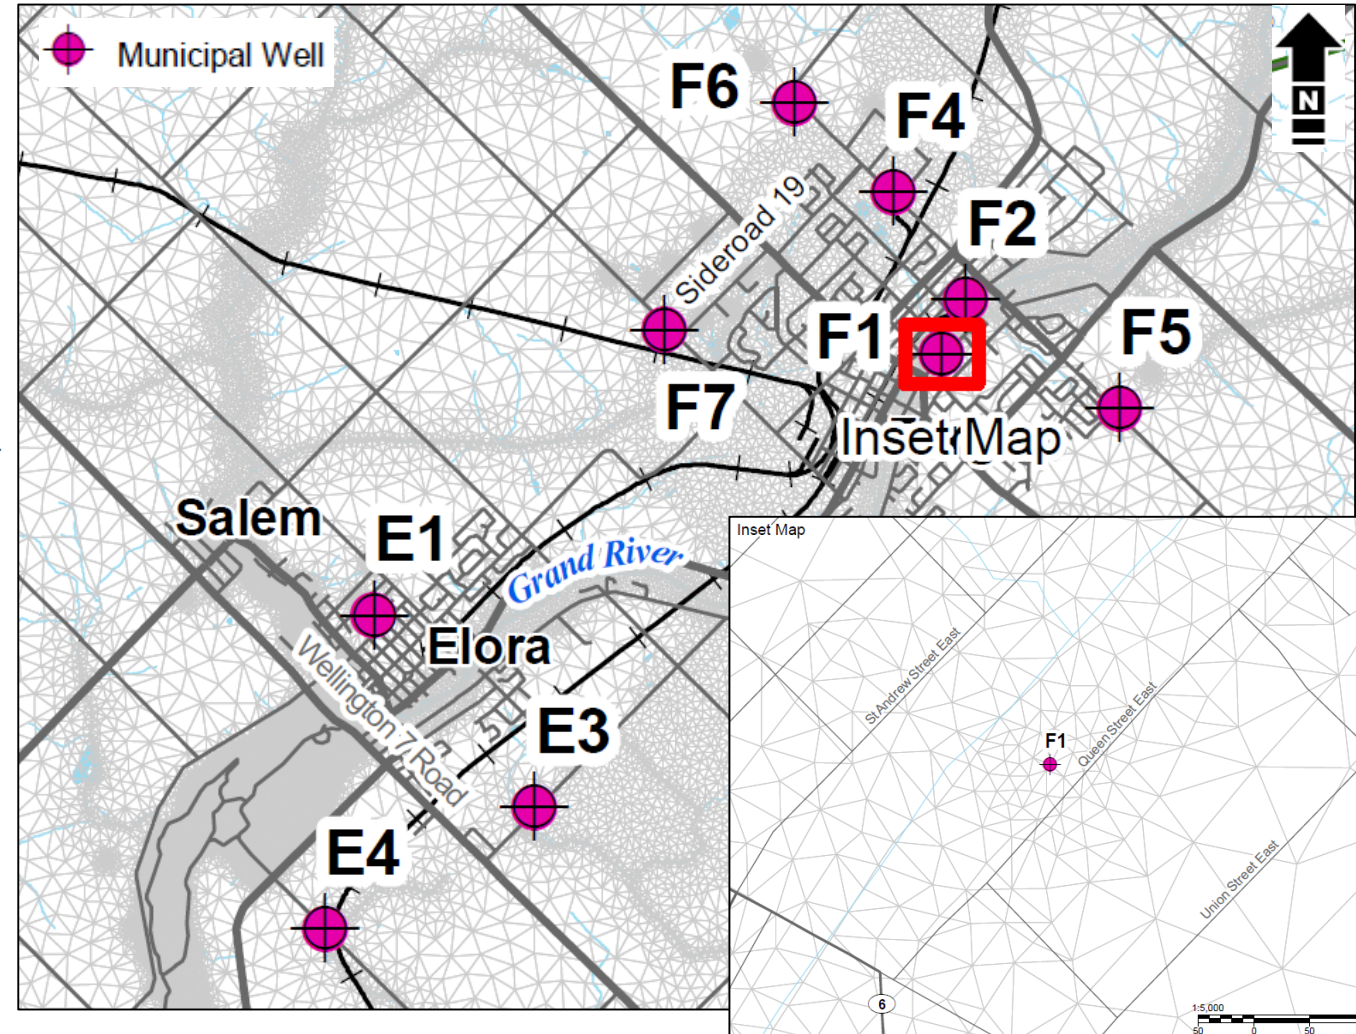 Municipal Well
N
F6
F4
Sideroad 19
F2
F1
F5
F7
Inset Map
Salem
E1
Grand River
Elora
Wellington 7 Road
E3
E4
Inset Map
St Andrew Street East
Queen Street East
F1
Union Street East
6
1:5,000
50 0 50